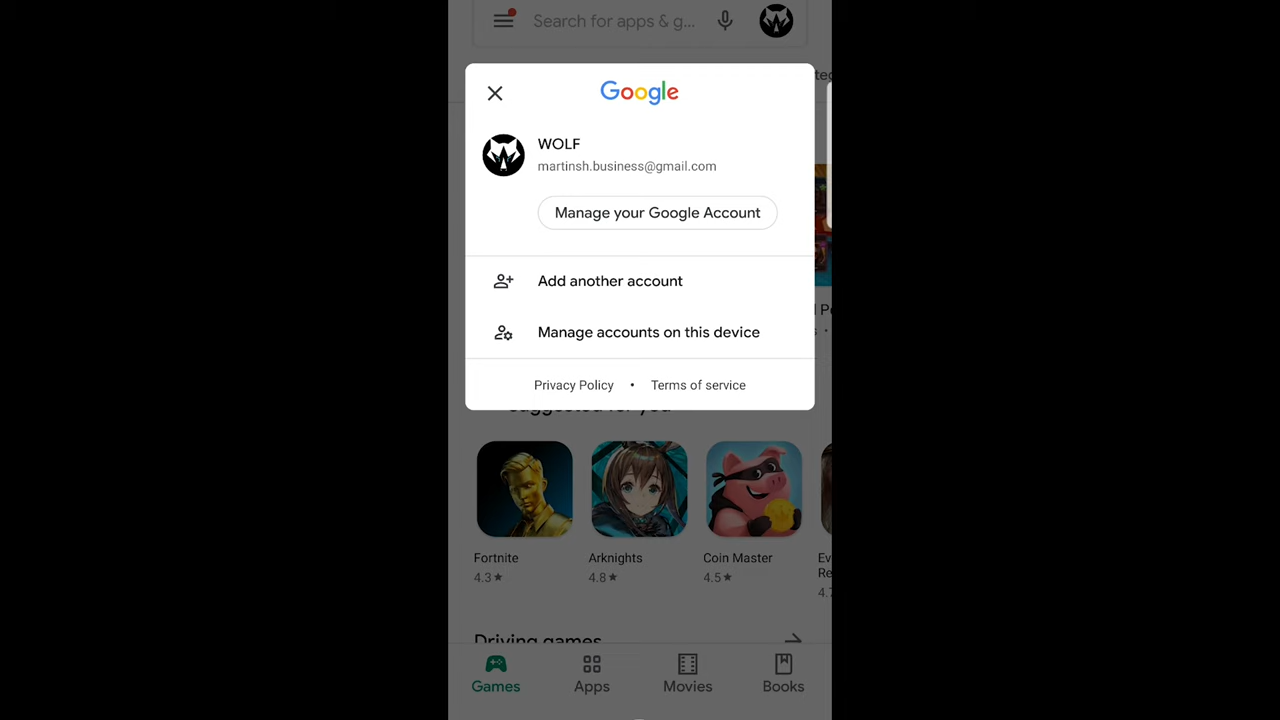 Search for apps & g...
Google
WOLF
martinsh.business@gmail.com
Manage your Google Account
Add another account
Manage accounts on this device
Privacy Policy • Terms of service
Suggested for you
Fortnite
4.3★
Arknights
4.8★
Coin Master
4.5★
Driving games
Games
Apps
Movies
Books